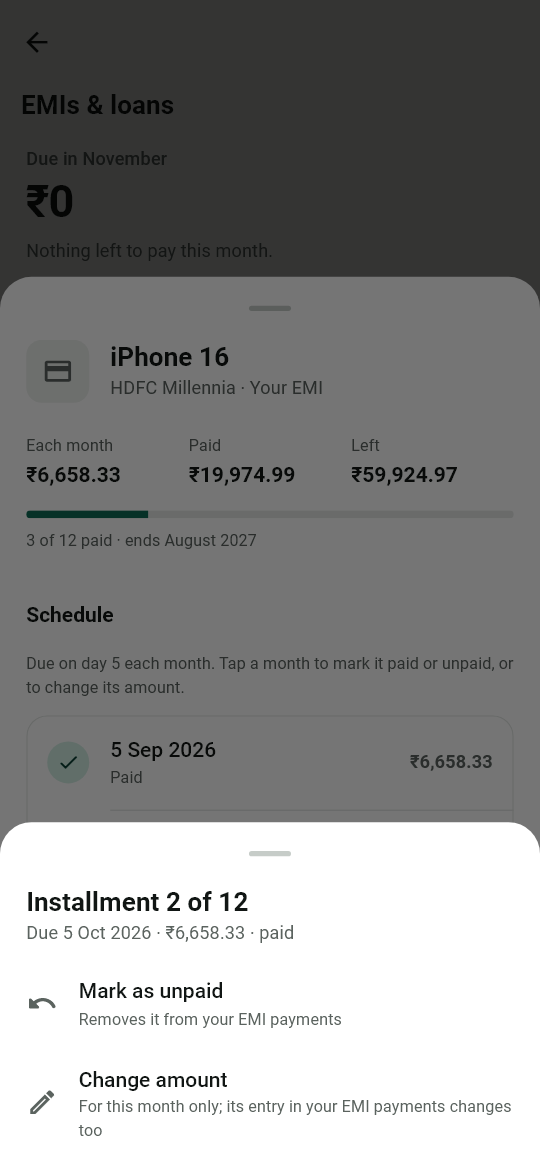 EMIs & loans
Due in November
₹0
Nothing left to pay this month.
iPhone 16
HDFC Millennia · Your EMI
Each month Paid Left
₹6,658.33 ₹19,974.99 ₹59,924.97
3 of 12 paid · ends August 2027
Schedule
Due on day 5 each month. Tap a month to mark it paid or unpaid, or
to change its amount.
5 Sep 2026 ₹6,658.33
Paid
Installment 2 of 12
Due 5 Oct 2026 · ₹6,658.33 · paid
Mark as unpaid
Removes it from your EMI payments
Change amount
For this month only; its entry in your EMI payments changes
too